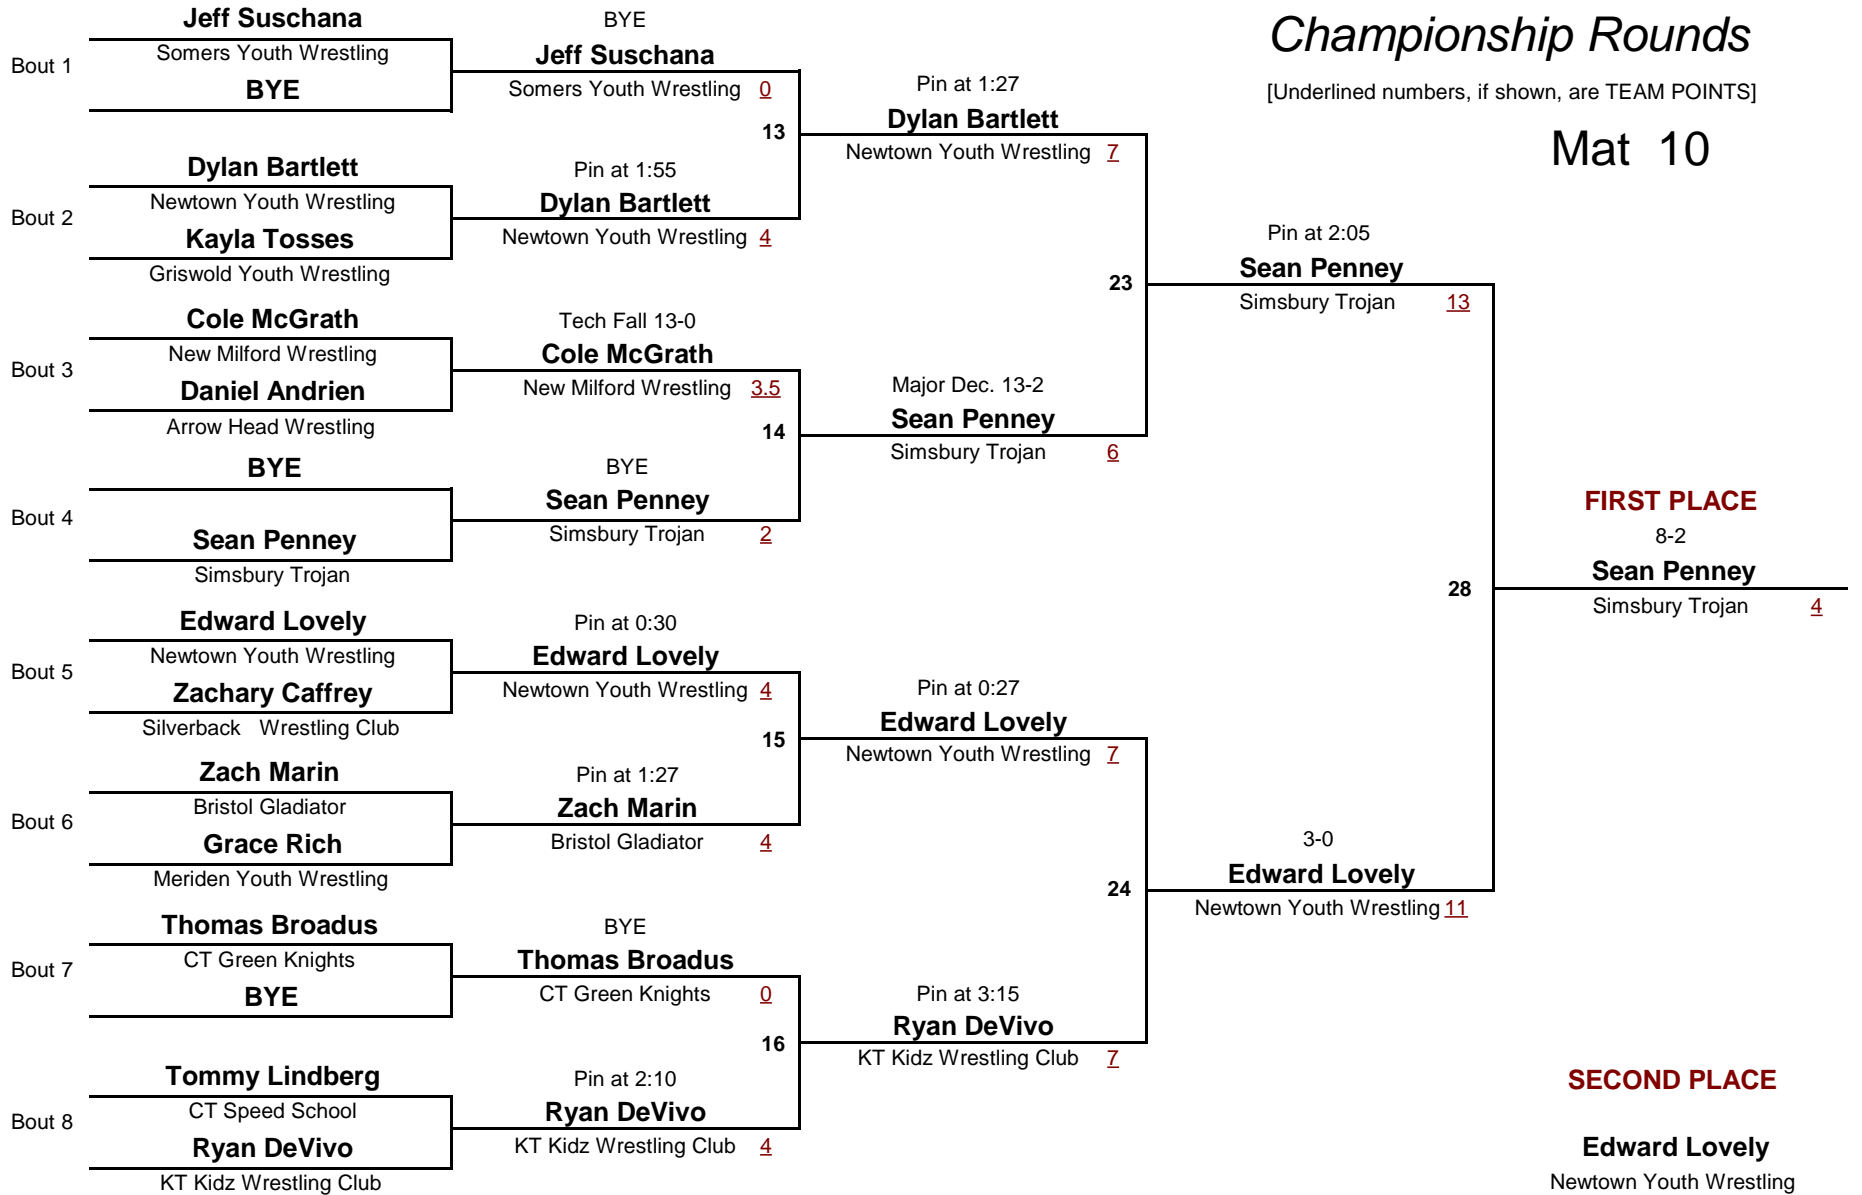 Championship Rounds
[Underlined numbers, if shown, are TEAM POINTS]
Mat 10
Bout 1
Jeff Suschana
Somers Youth Wrestling
BYE
Bout 2
Dylan Bartlett
Newtown Youth Wrestling
Kayla Tosses
Griswold Youth Wrestling
Bout 3
Cole McGrath
New Milford Wrestling
Daniel Andrien
Arrow Head Wrestling
Bout 4
BYE
Sean Penney
Simsbury Trojan
Bout 5
Edward Lovely
Newtown Youth Wrestling
Zachary Caffrey
Silverback Wrestling Club
Bout 6
Zach Marin
Bristol Gladiator
Grace Rich
Meriden Youth Wrestling
Bout 7
Thomas Broadus
CT Green Knights
BYE
Bout 8
Tommy Lindberg
CT Speed School
Ryan DeVivo
KT Kidz Wrestling Club
BYE
Jeff Suschana
Somers Youth Wrestling 0
13
Pin at 1:55
Dylan Bartlett
Newtown Youth Wrestling 4
Tech Fall 13-0
Cole McGrath
New Milford Wrestling 3.5
14
BYE
Sean Penney
Simsbury Trojan 2
Pin at 0:30
Edward Lovely
Newtown Youth Wrestling 4
15
Pin at 1:27
Zach Marin
Bristol Gladiator 4
BYE
Thomas Broadus
CT Green Knights 0
16
Pin at 2:10
Ryan DeVivo
KT Kidz Wrestling Club 4
Pin at 1:27
Dylan Bartlett
Newtown Youth Wrestling 7
23
Major Dec. 13-2
Sean Penney
Simsbury Trojan 6
Pin at 0:27
Edward Lovely
Newtown Youth Wrestling 7
24
Pin at 3:15
Ryan DeVivo
KT Kidz Wrestling Club 7
Pin at 2:05
Sean Penney
Simsbury Trojan 13
28
3-0
Edward Lovely
Newtown Youth Wrestling 11
FIRST PLACE
8-2
Sean Penney
Simsbury Trojan 4
SECOND PLACE
Edward Lovely
Newtown Youth Wrestling